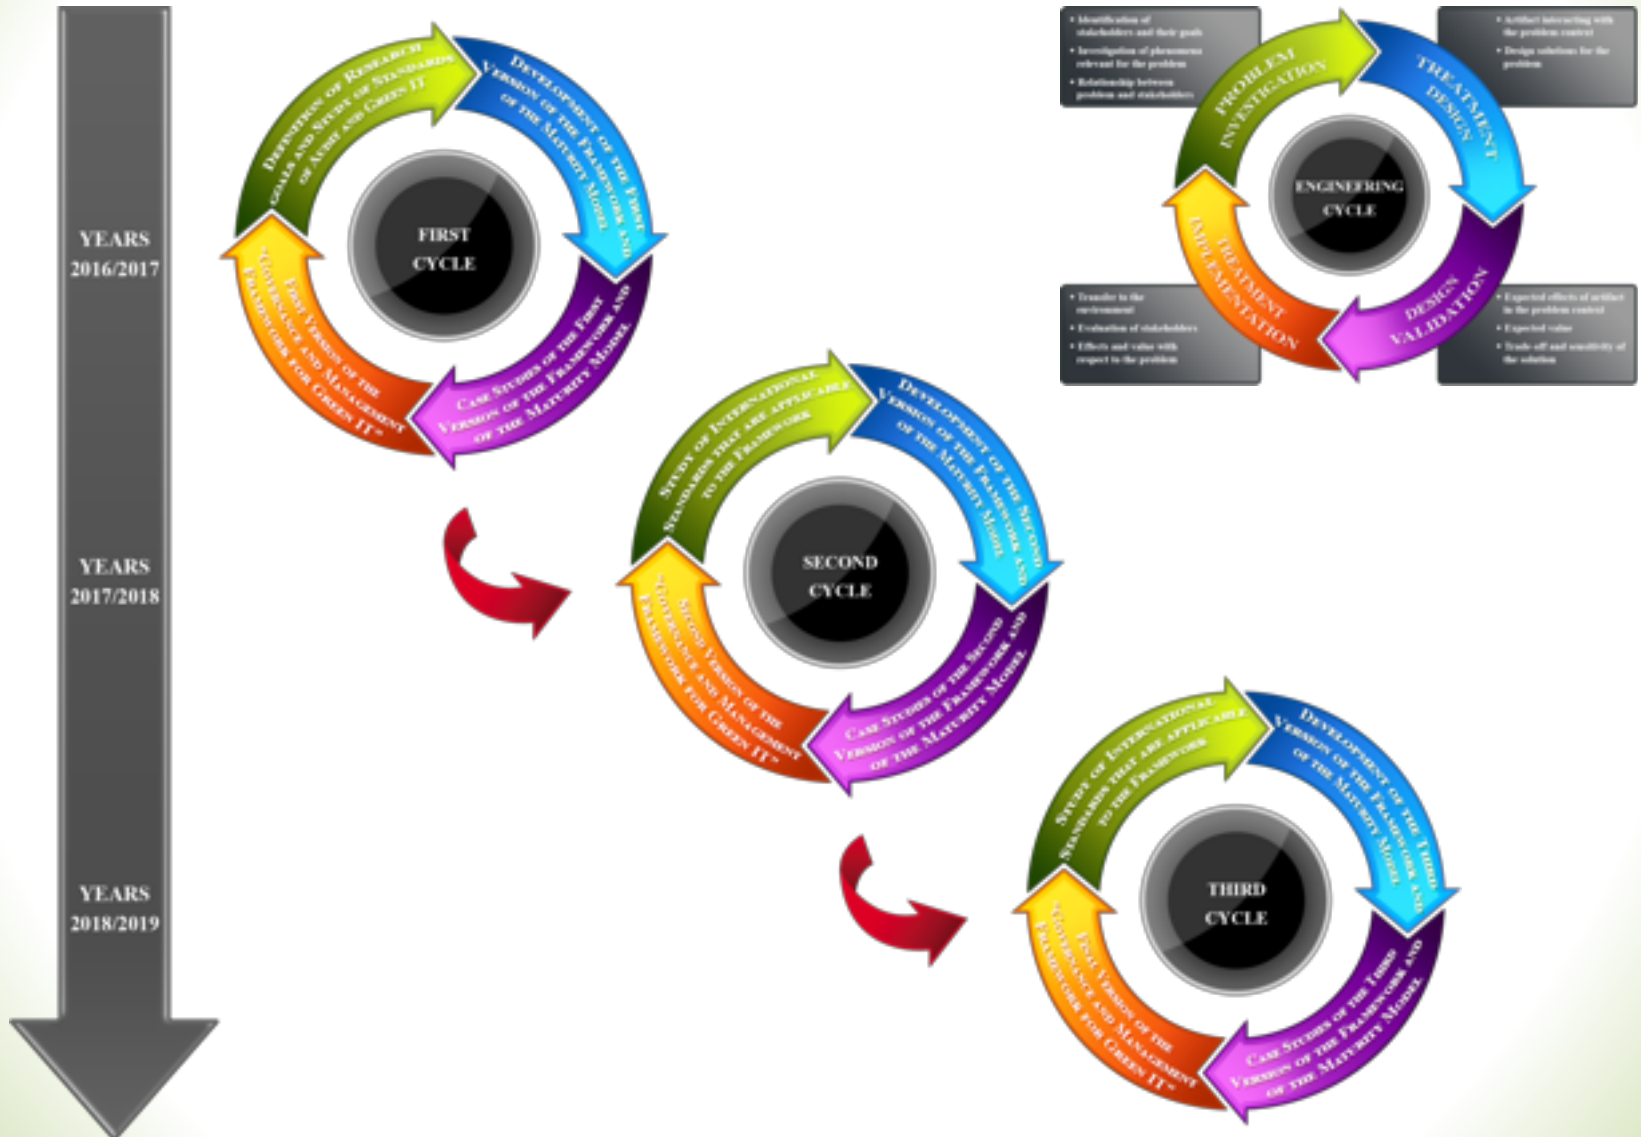 YEARS
2016/2017
YEARS
2017/2018
YEARS
2018/2019
FIRST
CYCLE
DEFINITION OF RESEARCH
GOALS AND STUDY OF STANDARDS
OF AUDIT AND GREEN IT
DEVELOPMENT OF THE FIRST
VERSION OF THE FRAMEWORK AND
OF THE MATURITY MODEL
CASE STUDIES OF THE FIRST
VERSION OF THE FRAMEWORK AND
OF THE MATURITY MODEL
FIRST VERSION OF THE
"GOVERNANCE AND MANAGEMENT
FRAMEWORK FOR GREEN IT"
SECOND
CYCLE
STUDY OF INTERNATIONAL
STANDARDS THAT ARE APPLICABLE
TO THE FRAMEWORK
DEVELOPMENT OF THE SECOND
VERSION OF THE FRAMEWORK AND
OF THE MATURITY MODEL
CASE STUDIES OF THE SECOND
VERSION OF THE FRAMEWORK AND
OF THE MATURITY MODEL
SECOND VERSION OF THE
"GOVERNANCE AND MANAGEMENT
FRAMEWORK FOR GREEN IT"
THIRD
CYCLE
STUDY OF INTERNATIONAL
STANDARDS THAT ARE APPLICABLE
TO THE FRAMEWORK
DEVELOPMENT OF THE THIRD
VERSION OF THE FRAMEWORK AND
OF THE MATURITY MODEL
CASE STUDIES OF THE THIRD
VERSION OF THE FRAMEWORK AND
OF THE MATURITY MODEL
FINAL VERSION OF THE
"GOVERNANCE AND MANAGEMENT
FRAMEWORK FOR GREEN IT"
ENGINEERING
CYCLE
PROBLEM
INVESTIGATION
• Identification of
stakeholders and their goals
• Investigation of phenomena
relevant for the problem
• Relationship between
problem and stakeholders
TREATMENT
DESIGN
• Artifact interacting with
the problem context
• Design solutions for the
problem
DESIGN
VALIDATION
• Expected effects of artifact
in the problem context
• Expected value
• Trade-off and sensitivity of
the solution
TREATMENT
IMPLEMENTATION
• Transfer to the
environment
• Evaluation of stakeholders
• Effects and value with
respect to the problem